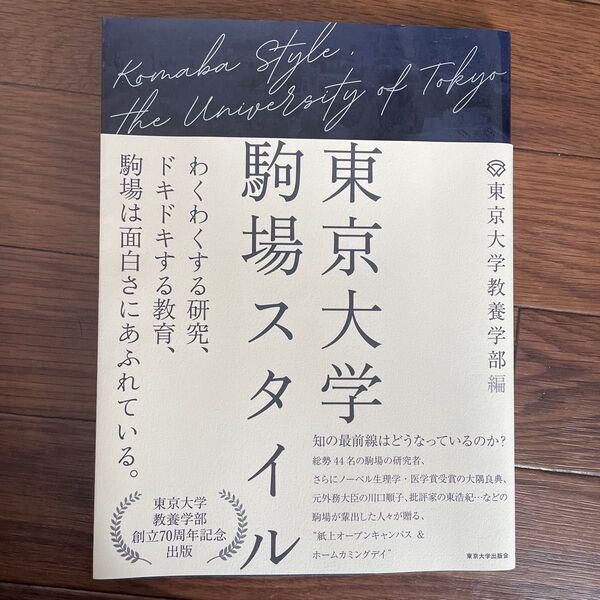 Komaba Style,
the University of Tokyo
東京大学教養学部編
東京大学
駒場スタイル
わくわくする研究、
ドキドキする教育、
駒場は面白さにあふれている。
知の最前線はどうなっているのか?
総勢44名の駒場の研究者、
さらにノーベル生理学・医学賞受賞の大隅良典、
元外務大臣の川口順子、批評家の東浩紀…などの
駒場が輩出した人々が贈る、
"紙上オープンキャンパス &
ホームカミングデイ"
東京大学
教養学部
創立70周年記念
出版
東京大学出版会